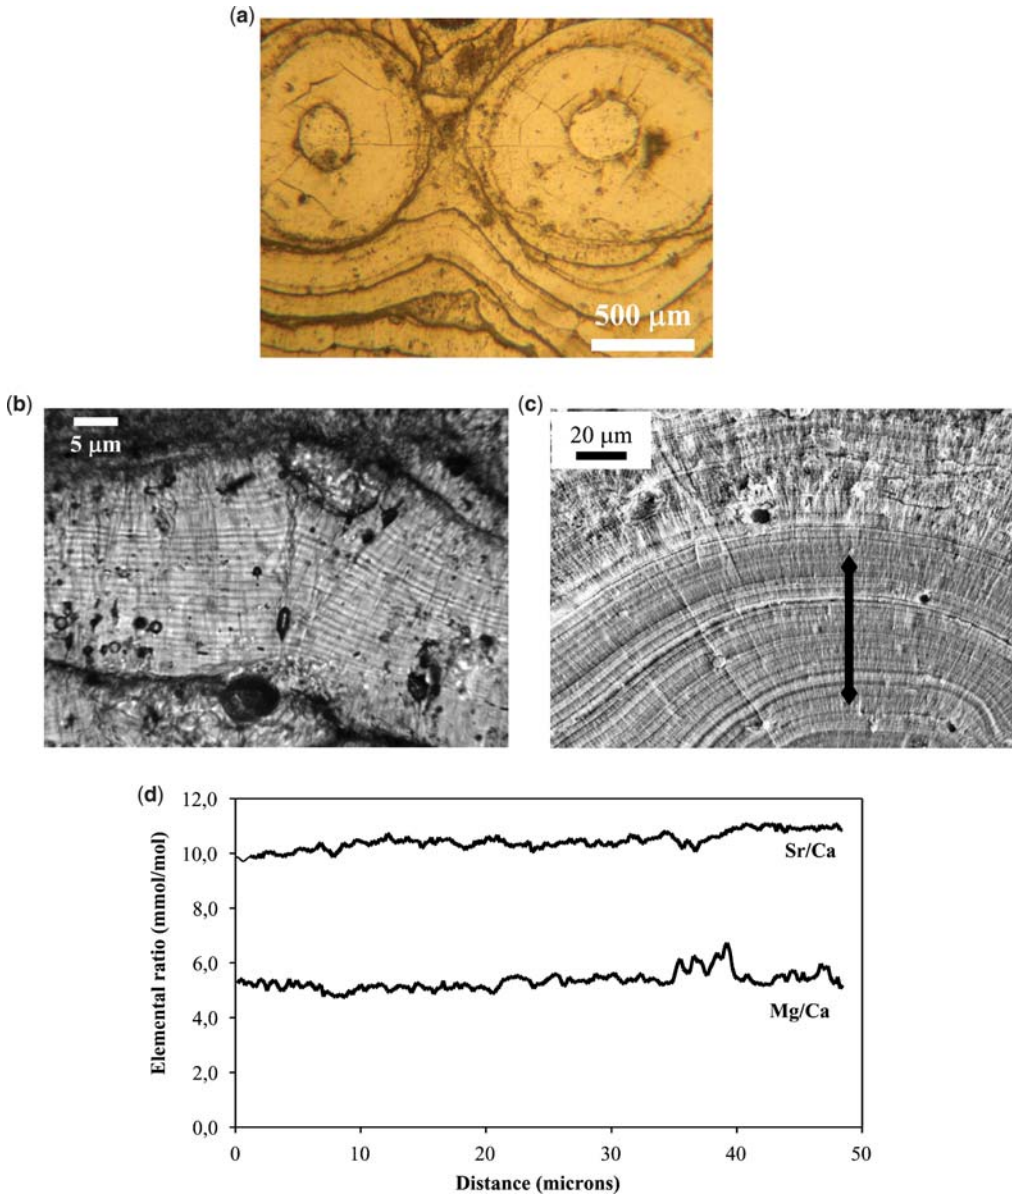 (a)
500 μm
(b)
5 μm
(c)
20 μm
(d)
12,0
10,0
8,0
6,0
4,0
2,0
0,0
Elemental ratio (mmol/mol)
Sr/Ca
Mg/Ca
0 10 20 30 40 50
Distance (microns)